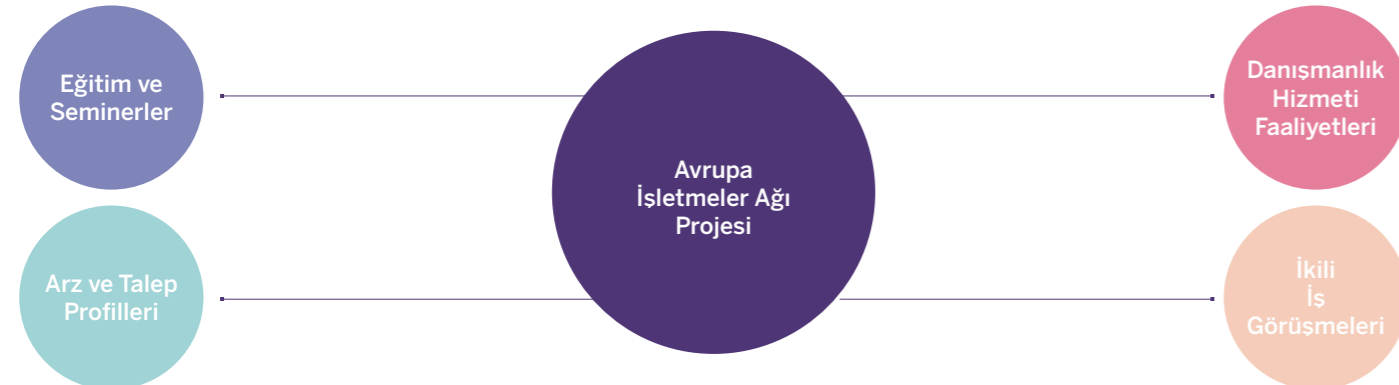 Eğitim ve
Seminerler
Arz ve Talep
Profilleri
Avrupa
İşletmeler Ağı
Projesi
Danışmanlık
Hizmeti
Faaliyetleri
İkili
İş
Görüşmeleri